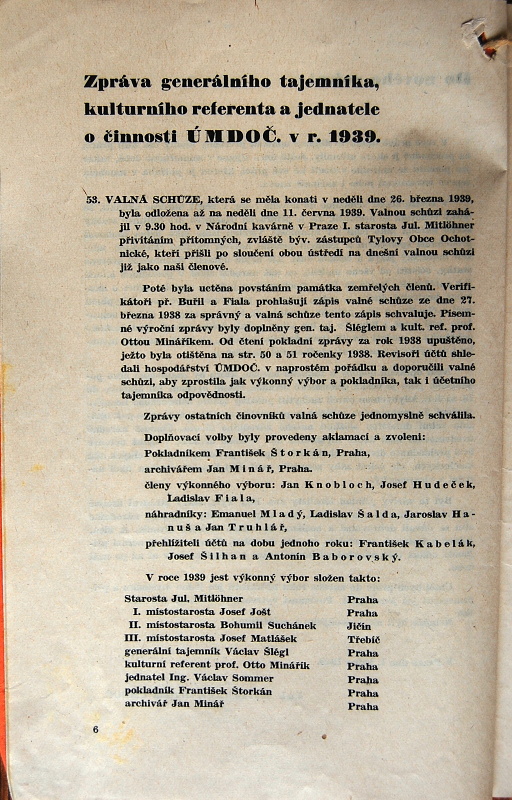 Zpráva generálního tajemníka,
kulturního referenta a jednatele
o činnosti ÚMDOČ. v r. 1939.
53. VALNÁ SCHŮZE, která se měla konati v neděli dne 26. března 1939,
byla odložena až na neděli dne 11. června 1939. Valnou schůzi zahá-
jil v 9.30 hod. v Národní kavárně v Praze I. starosta Jul. Mitlöhner
přivítáním přítomných, zvláště býv. zástupců Tylovy Obce Ochot-
nické, kteří přišli po sloučení obou ústředí na dnešní valnou schůzi
již jako naši členové.
Poté byla uctěna povstáním památka zemřelých členů. Verifi-
kátoři př. Buřil a Fiala prohlašují zápis valné schůze ze dne 27.
března 1938 za správný a valná schůze tento zápis schvaluje. Písem-
né výroční zprávy byly doplněny gen. taj. Šléglem a kult. ref. prof.
Ottou Mináříkem. Od čtení pokladní zprávy za rok 1938 upuštěno,
ježto byla otištěna na str. 50 a 51 ročenky 1938. Revisoři účtů shle-
dali hospodářství ÚMDOČ. v naprostém pořádku a doporučili valné
schůzi, aby zprostila jak výkonný výbor a pokladníka, tak i účetního
tajemníka odpovědnosti.
Zprávy ostatních činovníků valná schůze jednomyslně schválila.
Doplňovací volby byly provedeny aklamací a zvoleni:
Pokladníkem František Štorkán, Praha,
archivářem Jan Minář, Praha.
členy výkonného výboru: Jan Knobloch, Josef Hudeček,
Ladislav Fiala,
náhradníky: Emanuel Mladý, Ladislav Šalda, Jaroslav Ha-
nuš a Jan Truhlář,
přehlížiteli účtů na dobu jednoho roku: František Kabelák,
Josef Šilhan a Antonín Baborovský.
V roce 1939 jest výkonný výbor složen takto:
Starosta Jul. Mitlöhner Praha
I. místostarosta Josef Jošt Praha
II. místostarosta Bohumil Suchánek Jičín
III. místostarosta Josef Matlášek Třebíč
generální tajemník Václav Šlégl Praha
kulturní referent prof. Otto Minářík Praha
jednatel Ing. Václav Sommer Praha
pokladník František Štorkán Praha
archivář Jan Minář Praha
6